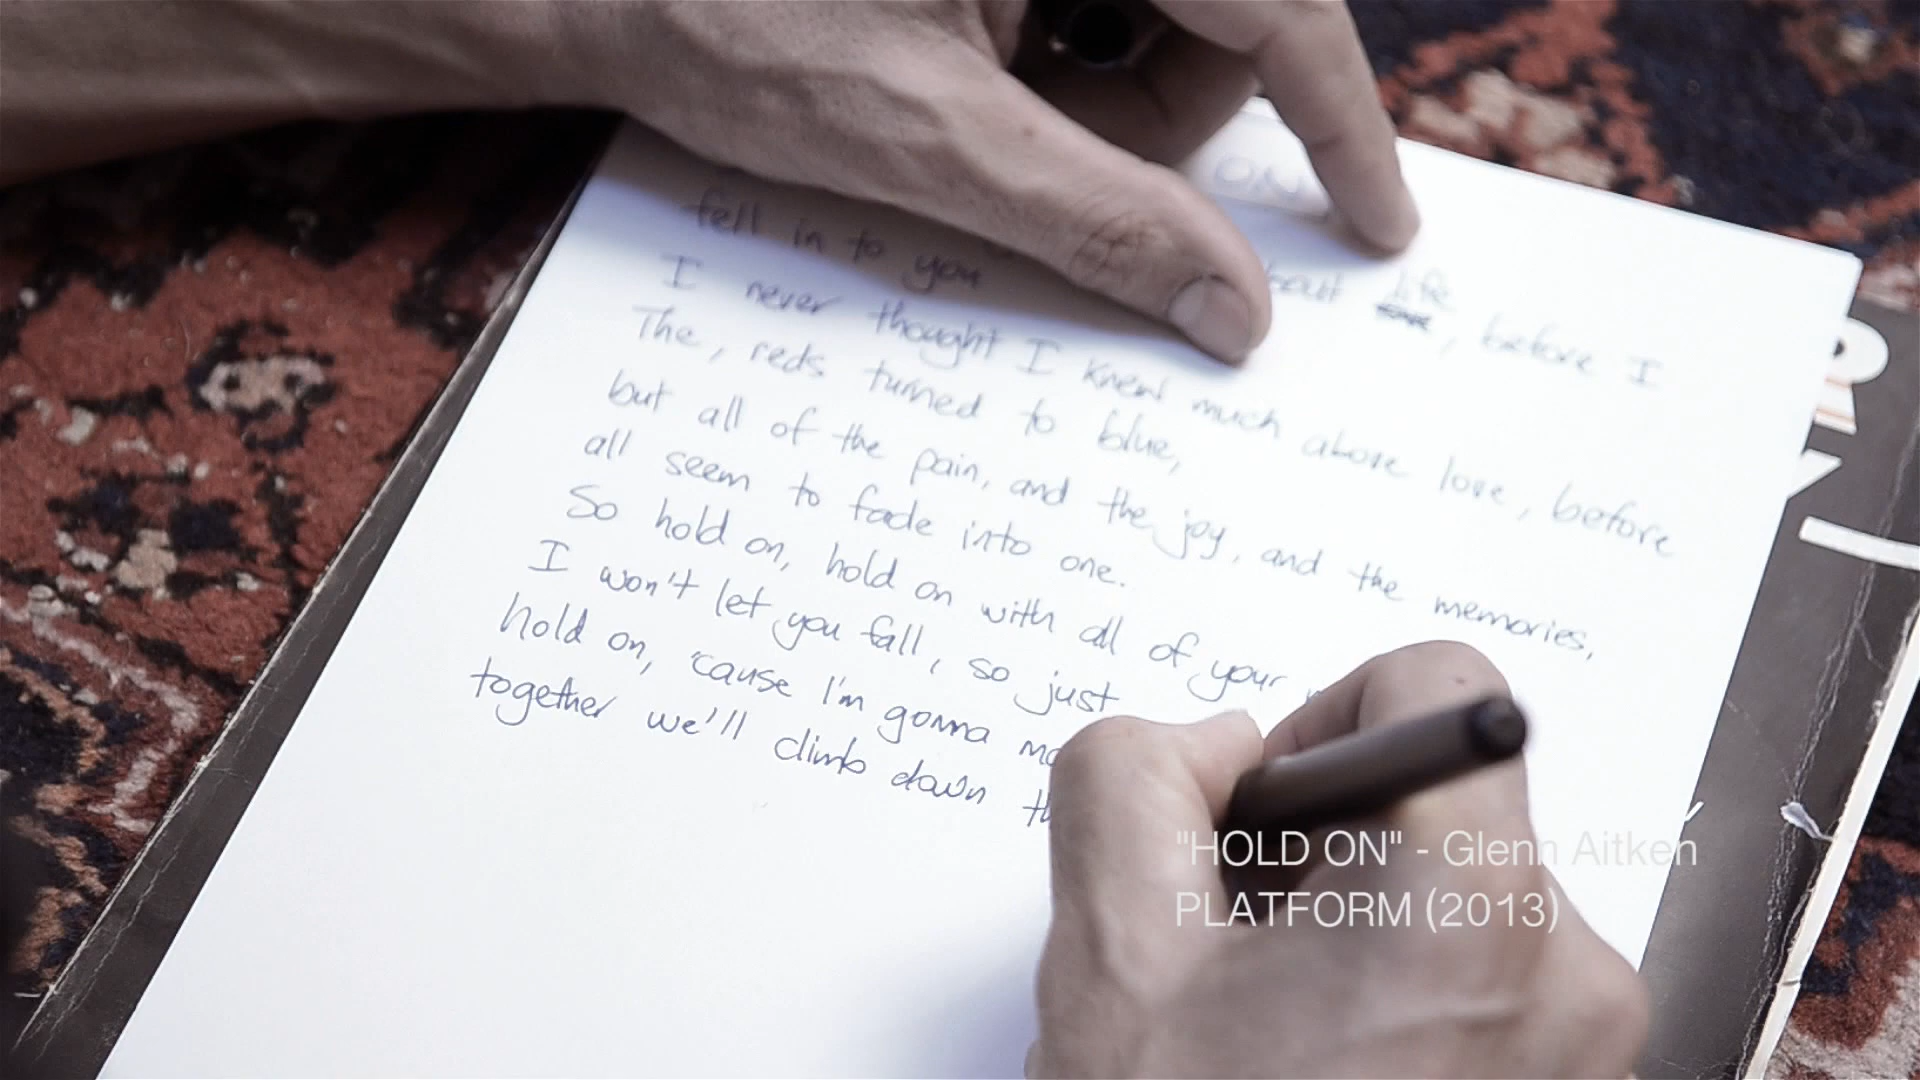 ON
about life, before I
fell in to you
I never thought I knew much above love, before
The, reds turned to blue,
but all of the pain, and the joy, and the memories,
all seem to fade into one.
So hold on, hold on with all of your
I won't let you fall, so just
hold on, 'cause I'm gonna
together we'll climb down
"HOLD ON" - Glenn Aitken
PLATFORM (2013)